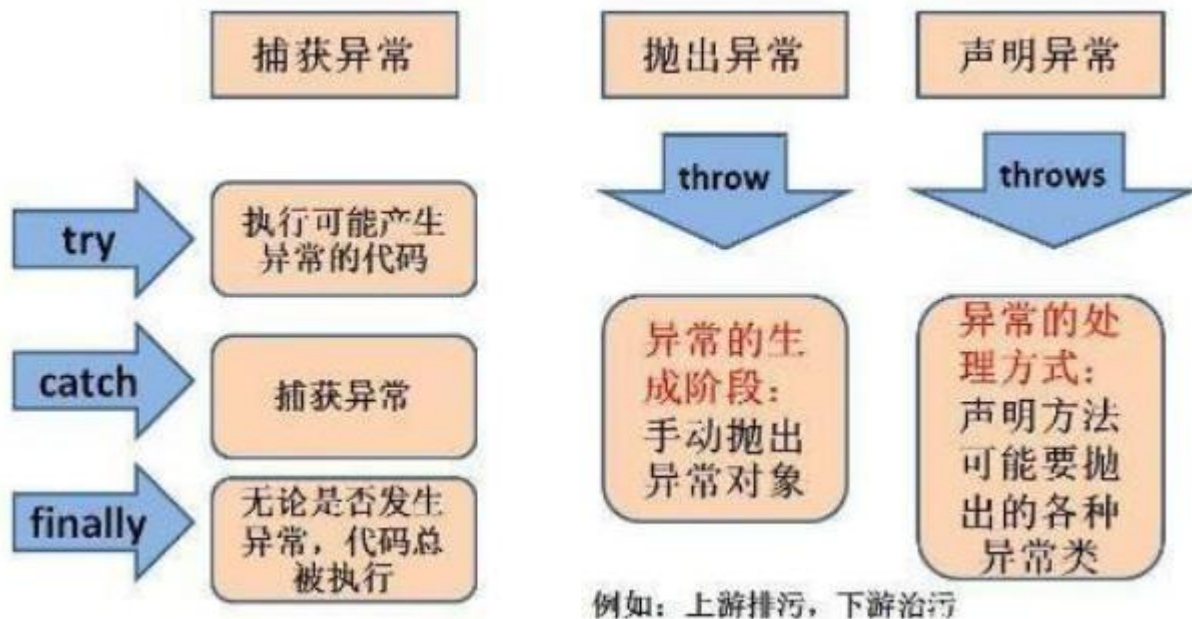 捕获异常
抛出异常
声明异常
try
执行可能产生
异常的代码
catch
捕获异常
finally
无论是否发生
异常，代码总
被执行
throw
异常的生
成阶段：
手动抛出
异常对象
throws
异常的处
理方式：
声明方法
可能要抛
出的各种
异常类
例如：上游排污，下游治污